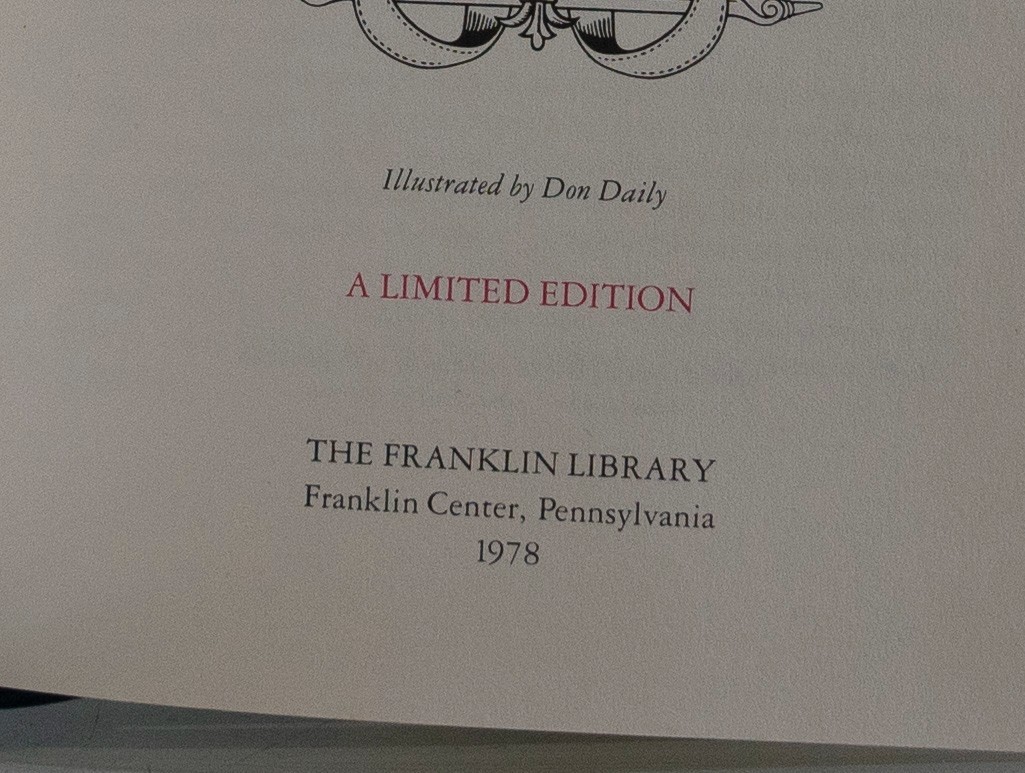 Illustrated by Don Daily
A LIMITED EDITION
THE FRANKLIN LIBRARY
Franklin Center, Pennsylvania
1978